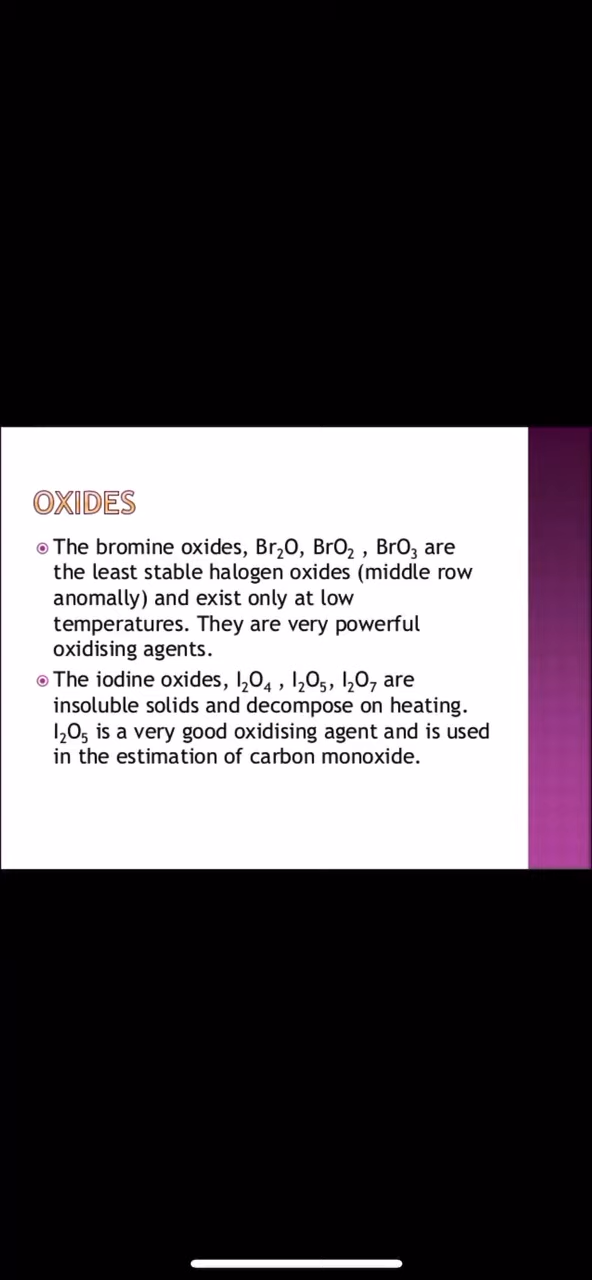 OXIDES
The bromine oxides, Br₂O, BrO₂ , BrO₃ are
the least stable halogen oxides (middle row
anomally) and exist only at low
temperatures. They are very powerful
oxidising agents.
The iodine oxides, I₂O₄ , I₂O₅, I₂O₇ are
insoluble solids and decompose on heating.
I₂O₅ is a very good oxidising agent and is used
in the estimation of carbon monoxide.